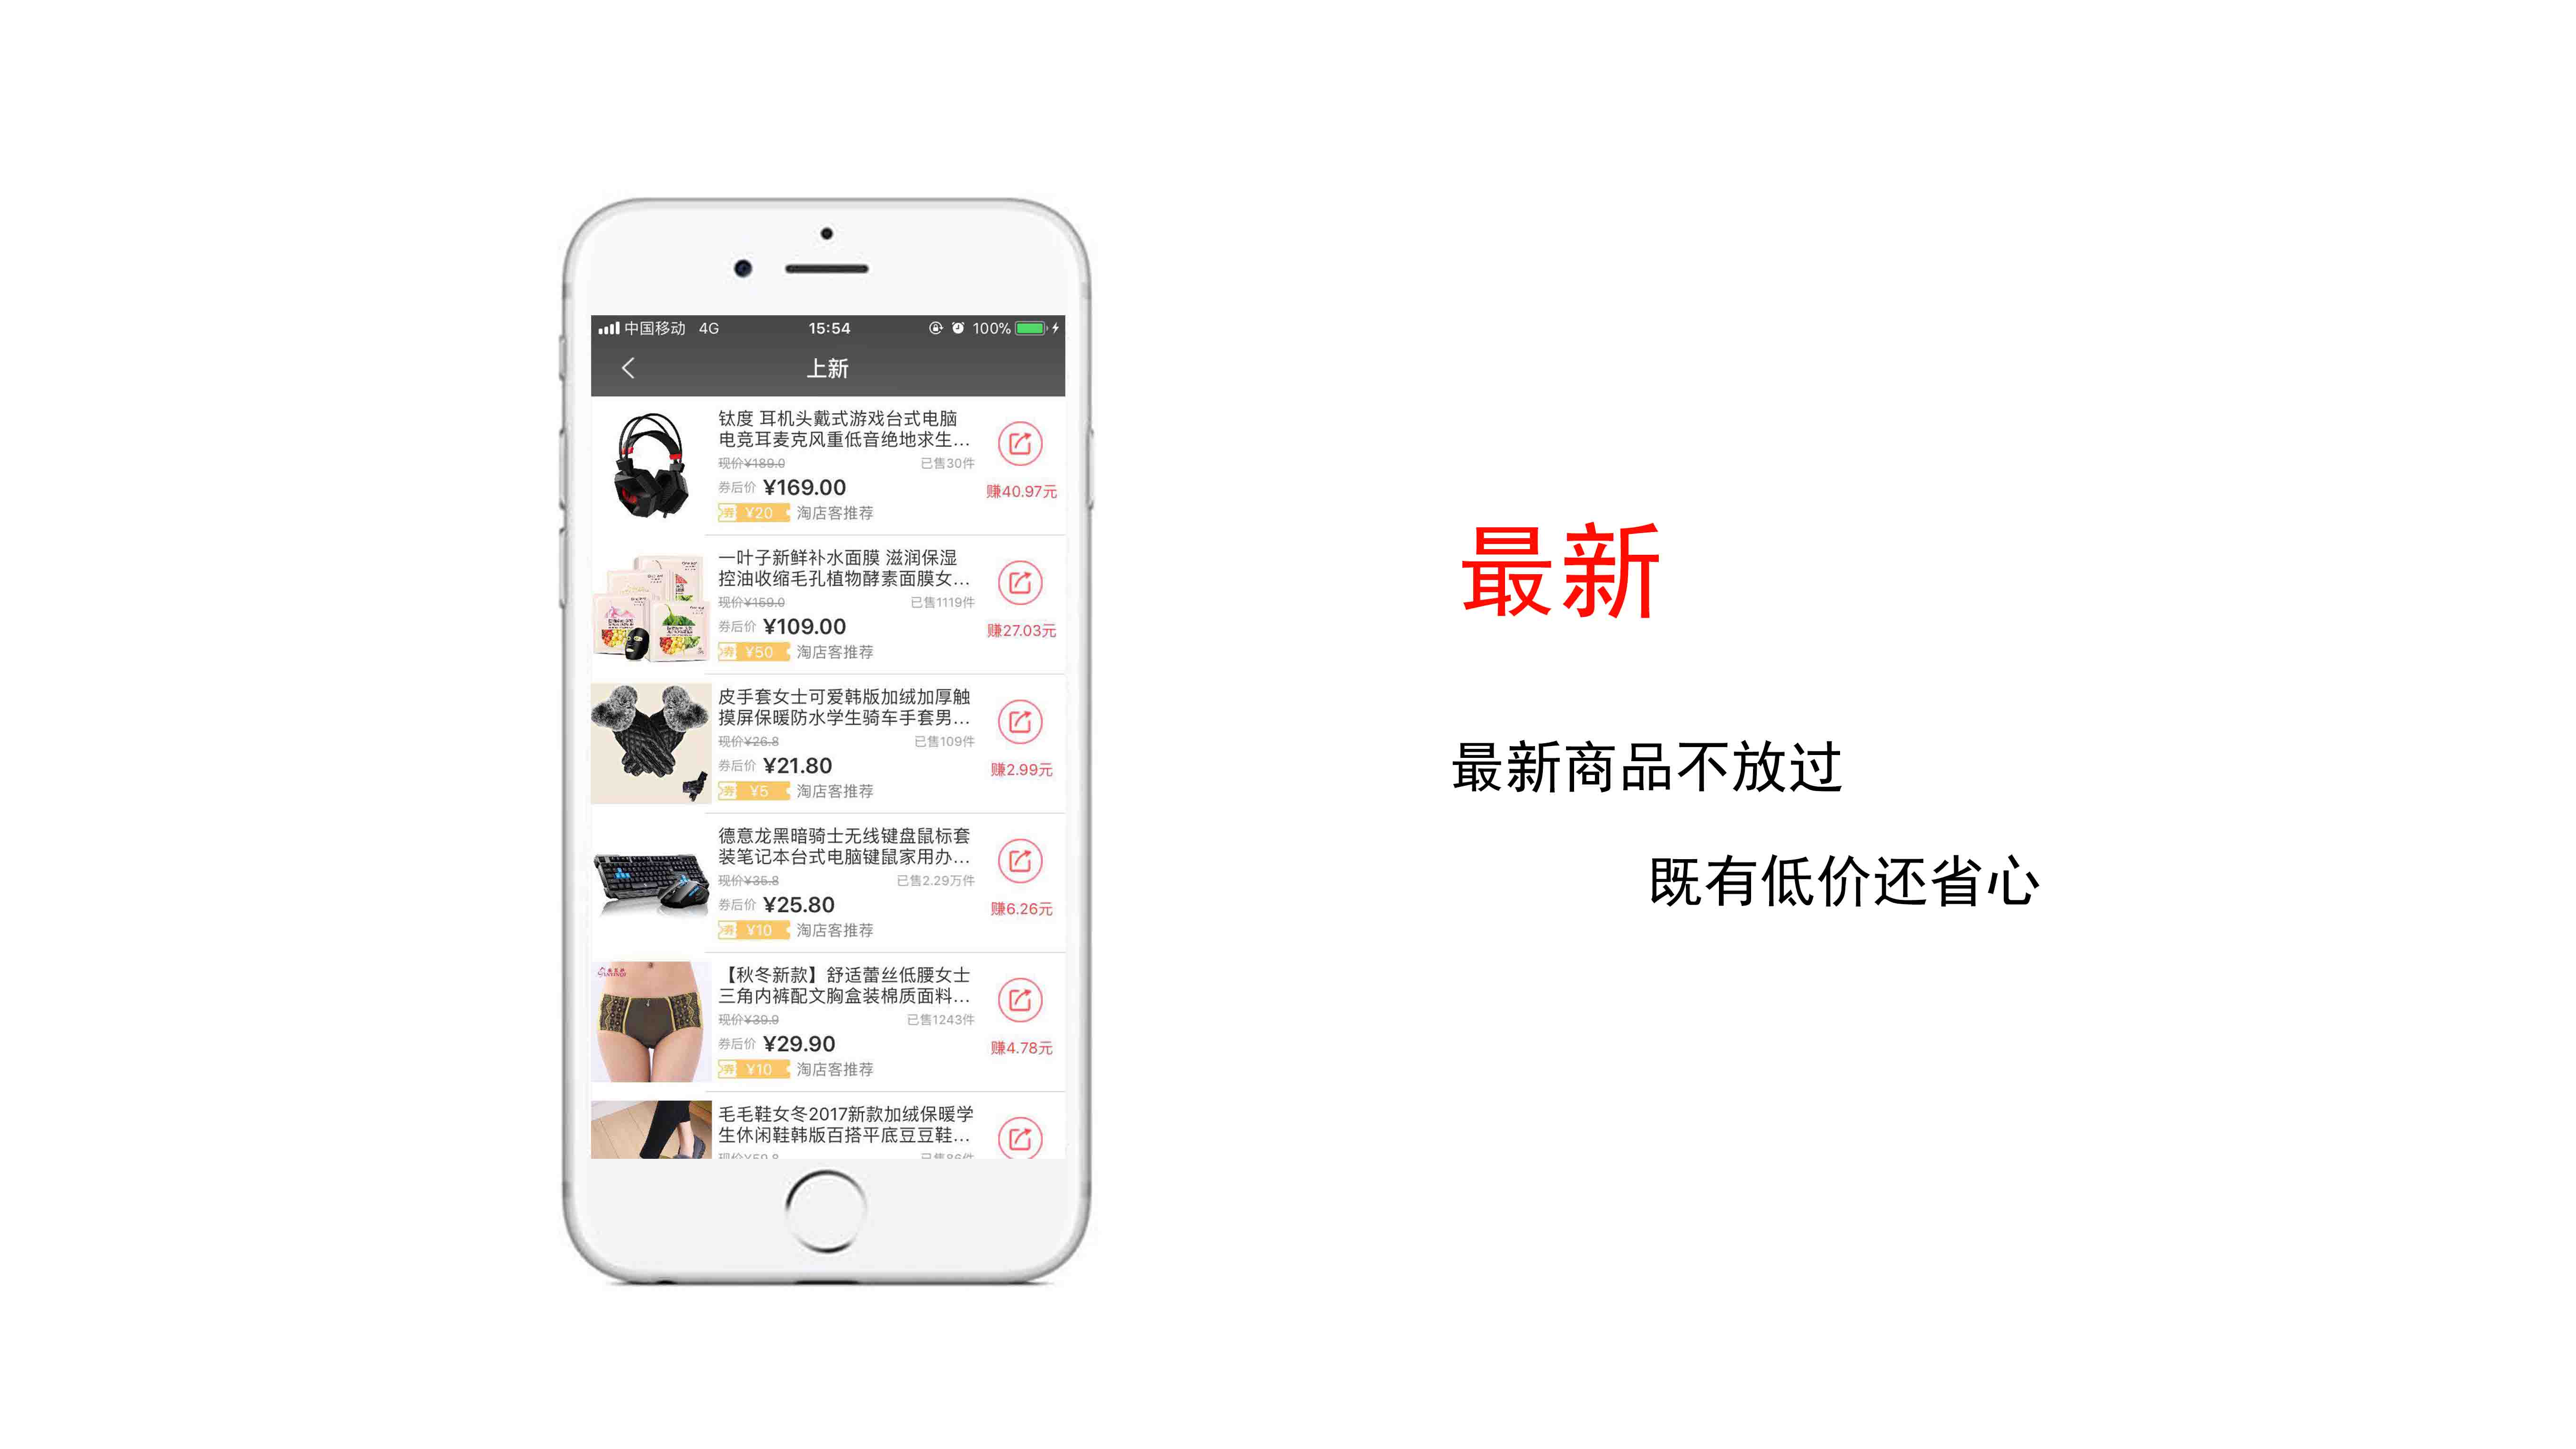 中国移动 4G 15:54 100%
上新
钛度 耳机头戴式游戏台式电脑
电竞耳麦克风重低音绝地求生...
现价¥189.0 已售30件
券后价 ¥169.00
赚40.97元
券 ¥20 淘店客推荐
一叶子新鲜补水面膜 滋润保湿
控油收缩毛孔植物酵素面膜女...
现价¥159.0 已售1119件
券后价 ¥109.00
赚27.03元
券 ¥50 淘店客推荐
皮手套女士可爱韩版加绒加厚触
摸屏保暖防水学生骑车手套男...
现价¥26.8 已售109件
券后价 ¥21.80
赚2.99元
券 ¥5 淘店客推荐
德意龙黑暗骑士无线键盘鼠标套
装笔记本台式电脑键鼠家用办...
现价¥35.8 已售2.29万件
券后价 ¥25.80
赚6.26元
券 ¥10 淘店客推荐
【秋冬新款】舒适蕾丝低腰女士
三角内裤配文胸盒装棉质面料...
现价¥39.9 已售1243件
券后价 ¥29.90
赚4.78元
券 ¥10 淘店客推荐
毛毛鞋女冬2017新款加绒保暖学
生休闲鞋韩版百搭平底豆豆鞋...
现价¥59.8 已售86件
最新
最新商品不放过
既有低价还省心